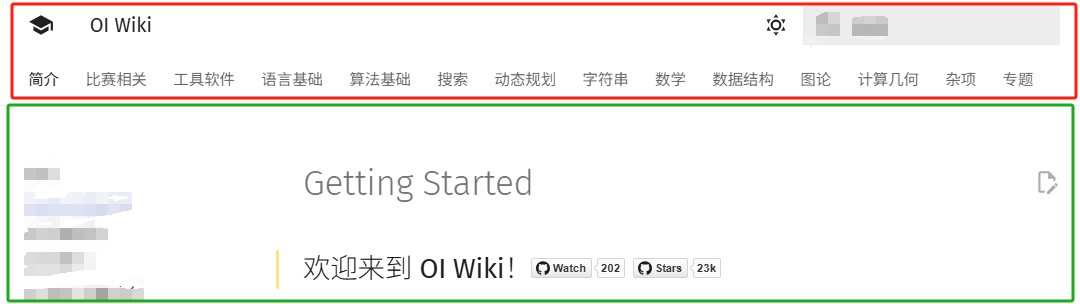 OI Wiki
简介 比赛相关 工具软件 语言基础 算法基础 搜索 动态规划 字符串 数学 数据结构 图论 计算几何 杂项 专题
Getting Started
欢迎来到 OI Wiki! Watch 202 Stars 23k